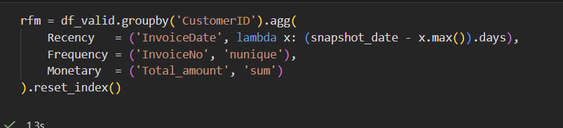 rfm = df_valid.groupby('CustomerID').agg(
    Recency   = ('InvoiceDate', lambda x: (snapshot_date - x.max()).days),
    Frequency = ('InvoiceNo', 'nunique'),
    Monetary  = ('Total_amount', 'sum')
).reset_index()
1.3s